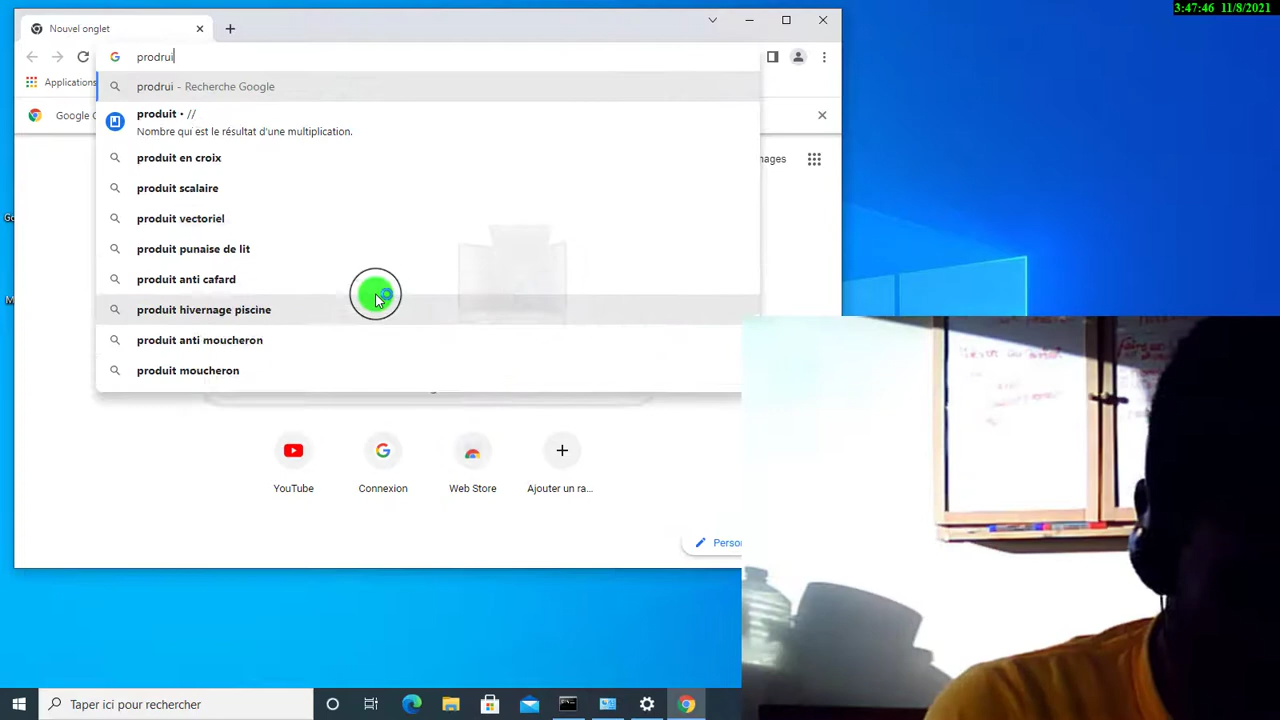 3:47:46 11/8/2021
Nouvel onglet
prodrui
Applications
Google C
prodrui - Recherche Google
produit • //
Nombre qui est le résultat d'une multiplication.
produit en croix
produit scalaire
produit vectoriel
produit punaise de lit
produit anti cafard
produit hivernage piscine
produit anti moucheron
produit moucheron
mages
YouTube
Connexion
Web Store
Ajouter un ra...
Perso
Taper ici pour rechercher